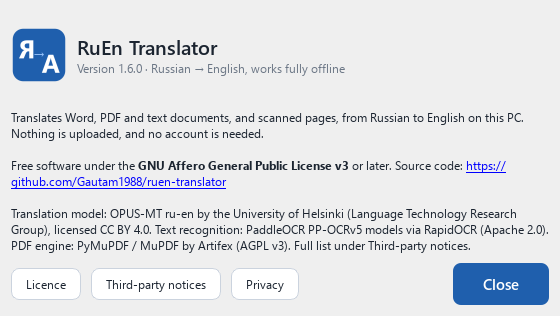 Я→A
RuEn Translator
Version 1.6.0 · Russian → English, works fully offline
Translates Word, PDF and text documents, and scanned pages, from Russian to English on this PC.
Nothing is uploaded, and no account is needed.
Free software under the GNU Affero General Public License v3 or later. Source code: https://
github.com/Gautam1988/ruen-translator
Translation model: OPUS-MT ru-en by the University of Helsinki (Language Technology Research
Group), licensed CC BY 4.0. Text recognition: PaddleOCR PP-OCRv5 models via RapidOCR (Apache 2.0).
PDF engine: PyMuPDF / MuPDF by Artifex (AGPL v3). Full list under Third-party notices.
Licence
Third-party notices
Privacy
Close